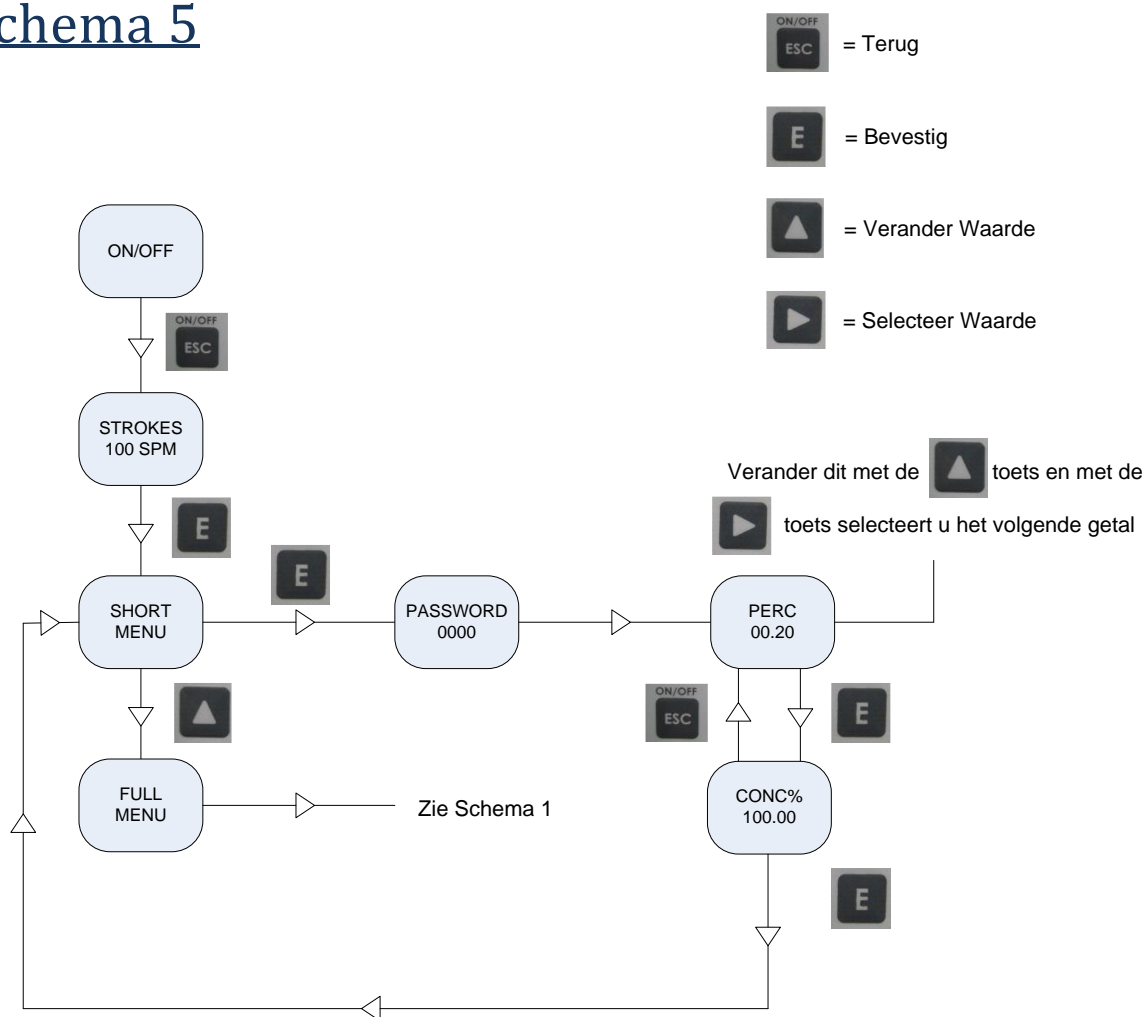 chema 5
ON/OFF
ESC
= Terug
E
= Bevestig
= Verander Waarde
= Selecteer Waarde
ON/OFF
ON/OFF
ESC
STROKES
100 SPM
E
E
SHORT
MENU
PASSWORD
0000
Verander dit met de toets en met de
toets selecteert u het volgende getal
PERC
00.20
ON/OFF
ESC
E
FULL
MENU
Zie Schema 1
CONC%
100.00
E